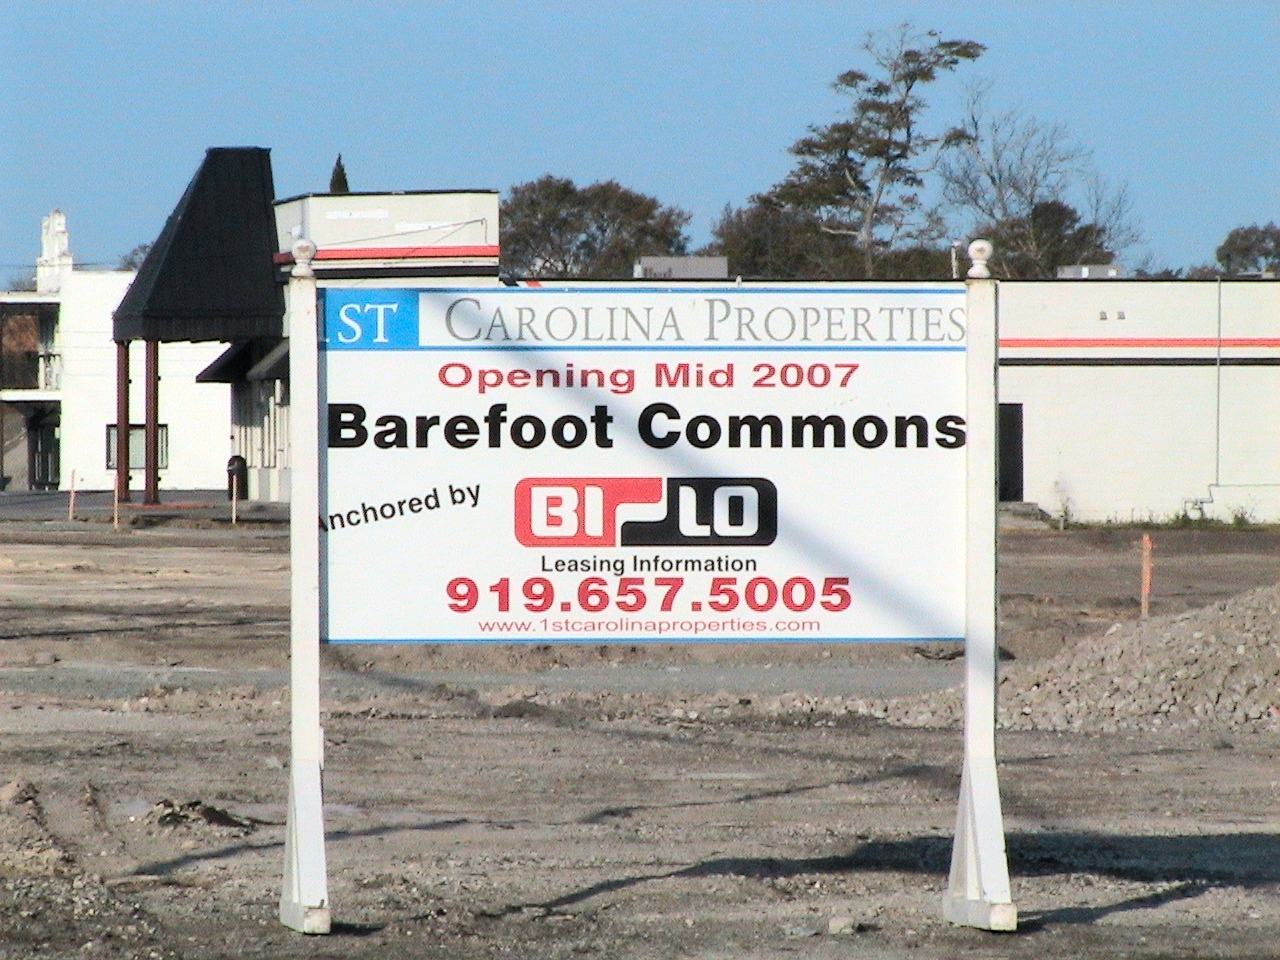 1ST CAROLINA PROPERTIES
Opening Mid 2007
Barefoot Commons
nchored by
BI-LO
Leasing Information
919.657.5005
www.1stcarolinaproperties.com